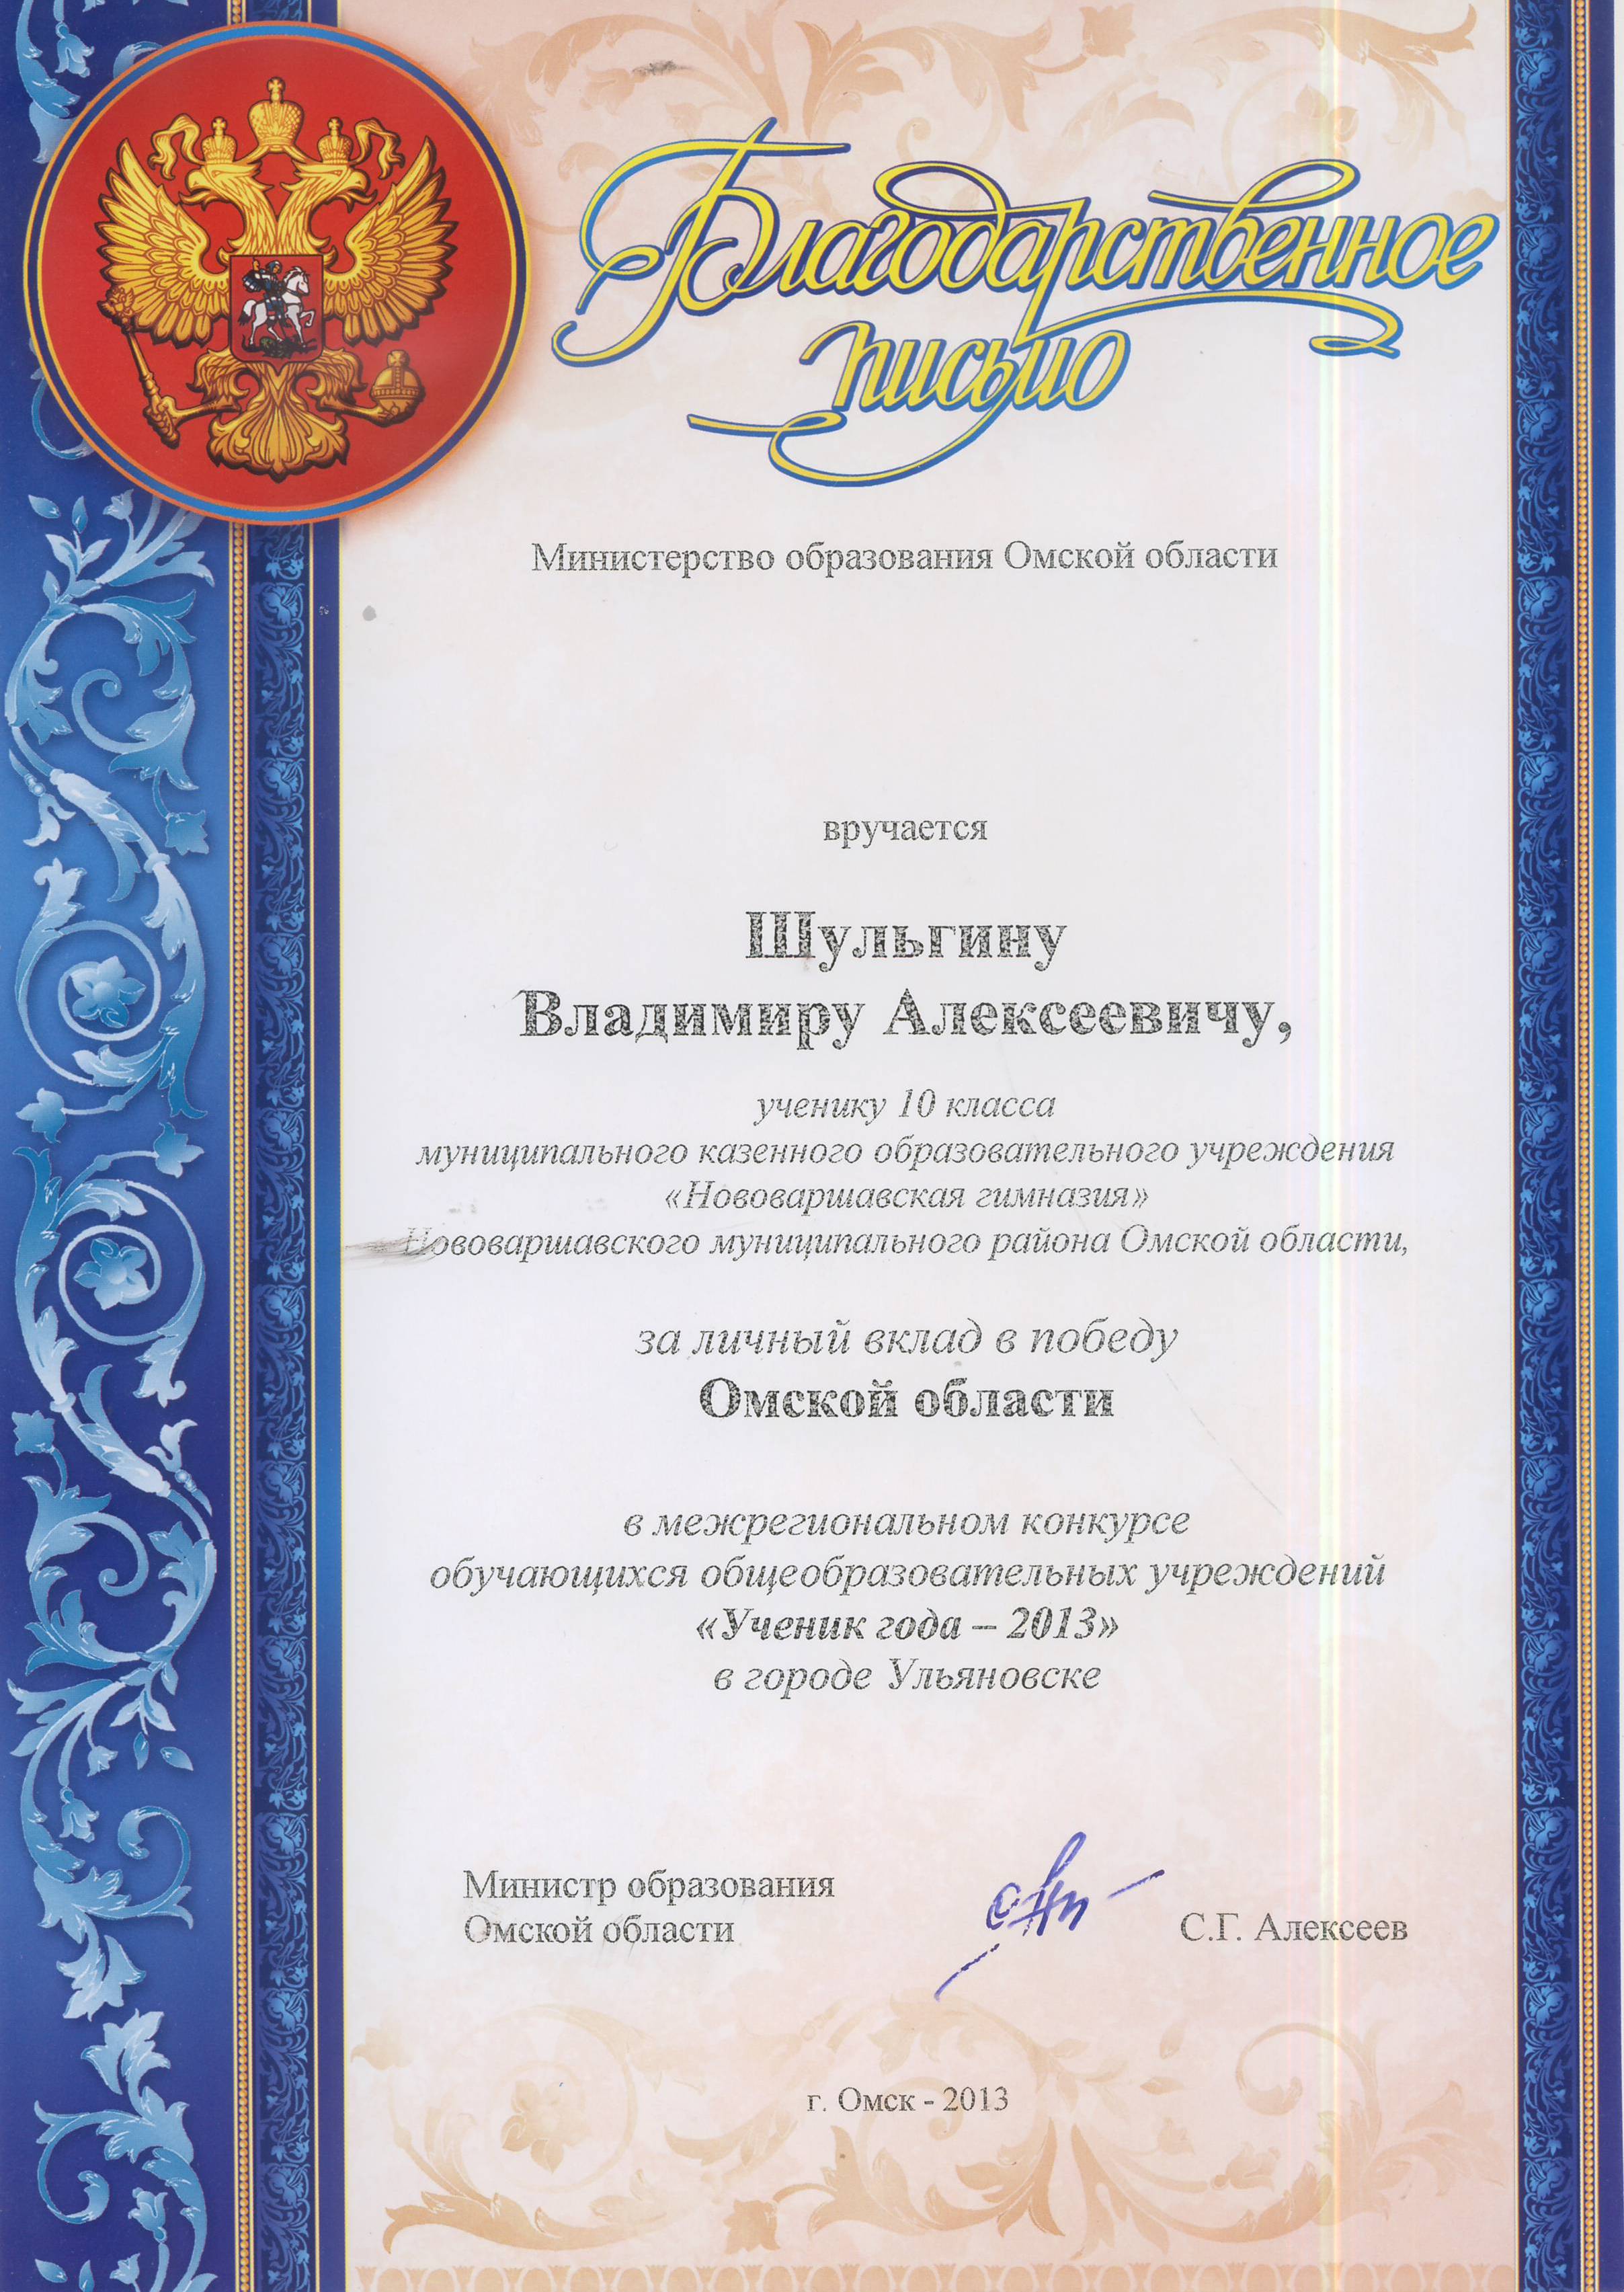 Благодарственное
письмо
Министерство образования Омской области
вручается
Шульгину
Владимиру Алексеевичу,
ученику 10 класса
муниципального казенного образовательного учреждения
«Нововаршавская гимназия»
Нововаршавского муниципального района Омской области,
за личный вклад в победу
Омской области
в межрегиональном конкурсе
обучающихся общеобразовательных учреждений
«Ученик года – 2013»
в городе Ульяновске
Министр образования
Омской области
С.Г. Алексеев
г. Омск - 2013